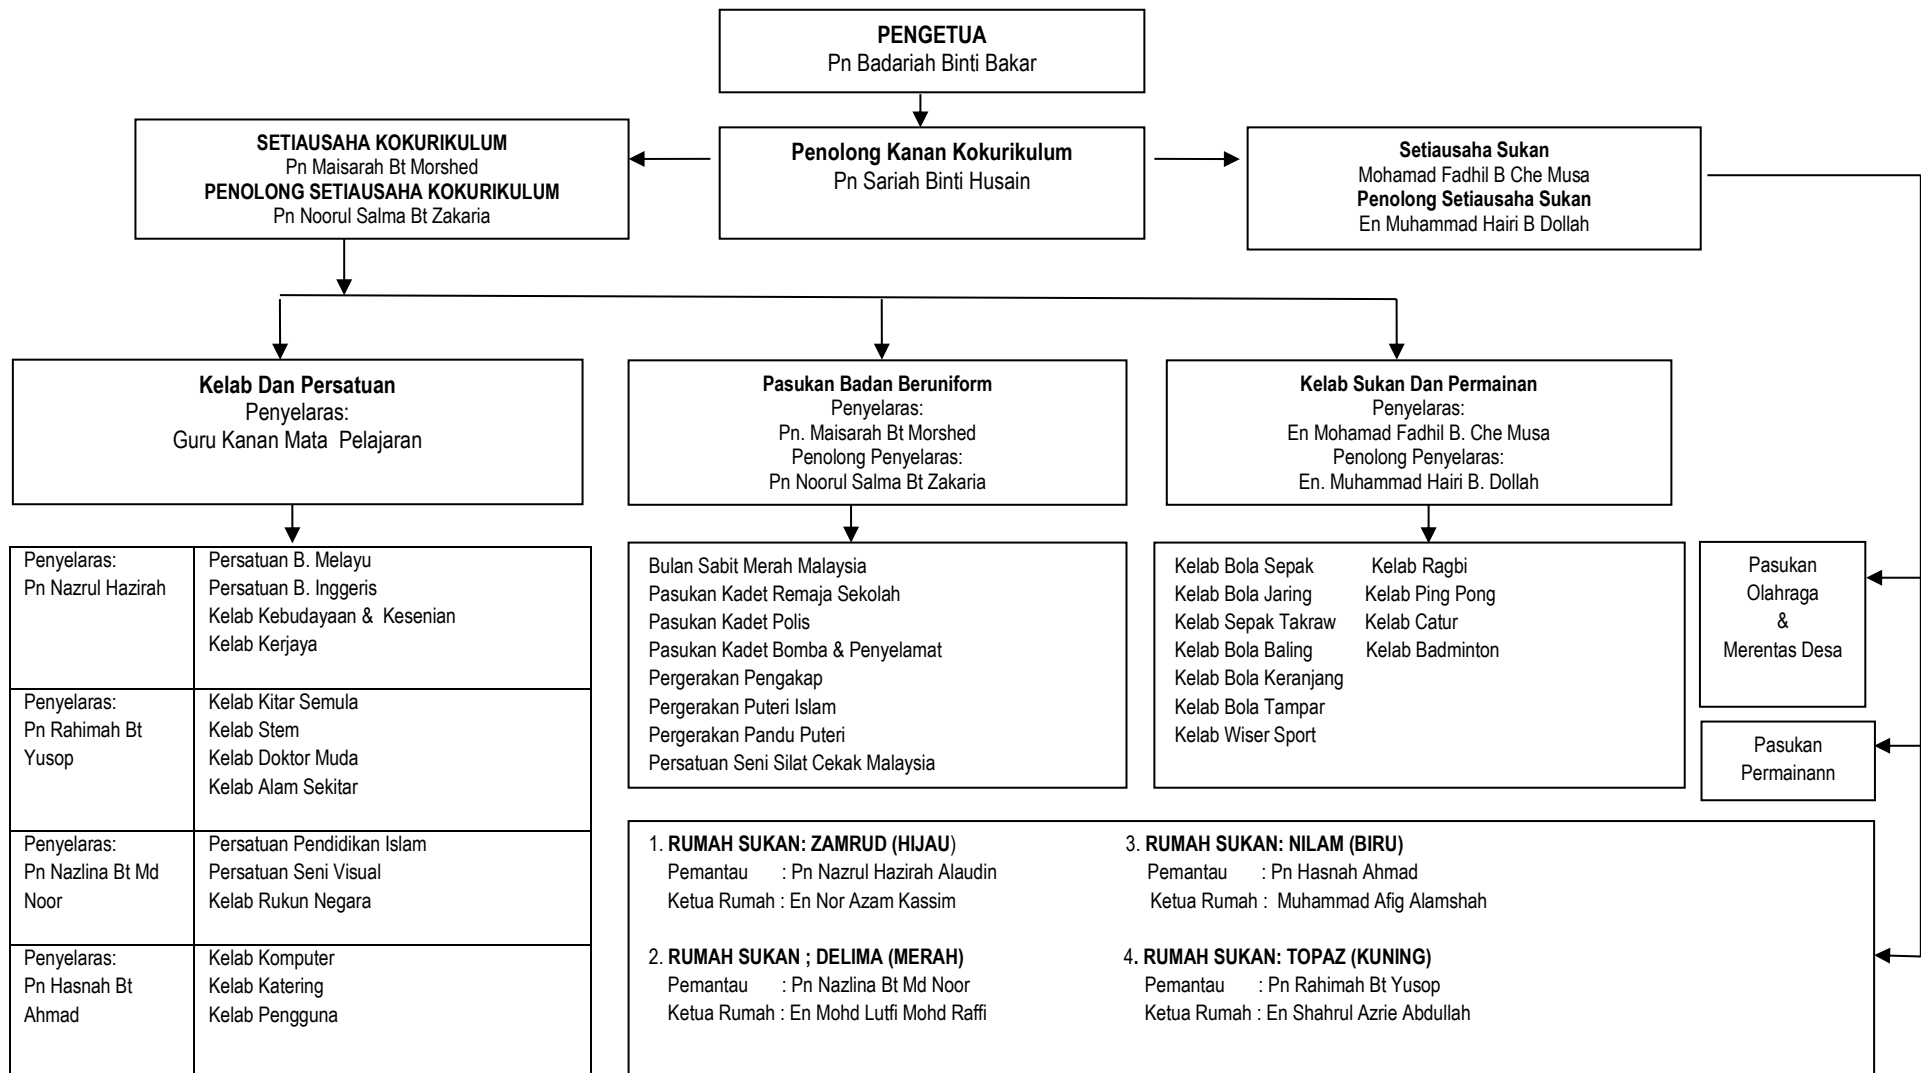 PENGETUA
Pn Badariah Binti Bakar
SETIAUSAHA KOKURIKULUM
Pn Maisarah Bt Morshed
PENOLONG SETIAUSAHA KOKURIKULUM
Pn Noorul Salma Bt Zakaria
Penolong Kanan Kokurikulum
Pn Sariah Binti Husain
Setiausaha Sukan
Mohamad Fadhil B Che Musa
Penolong Setiausaha Sukan
En Muhammad Hairi B Dollah
Kelab Dan Persatuan
Penyelaras:
Guru Kanan Mata Pelajaran
Pasukan Badan Beruniform
Penyelaras:
Pn. Maisarah Bt Morshed
Penolong Penyelaras:
Pn Noorul Salma Bt Zakaria
Kelab Sukan Dan Permainan
Penyelaras:
En Mohamad Fadhil B. Che Musa
Penolong Penyelaras:
En. Muhammad Hairi B. Dollah
Penyelaras:
Pn Nazrul Hazirah
Persatuan B. Melayu
Persatuan B. Inggeris
Kelab Kebudayaan & Kesenian
Kelab Kerjaya
Penyelaras:
Pn Rahimah Bt
Yusop
Kelab Kitar Semula
Kelab Stem
Kelab Doktor Muda
Kelab Alam Sekitar
Penyelaras:
Pn Nazlina Bt Md
Noor
Persatuan Pendidikan Islam
Persatuan Seni Visual
Kelab Rukun Negara
Penyelaras:
Pn Hasnah Bt
Ahmad
Kelab Komputer
Kelab Katering
Kelab Pengguna
Bulan Sabit Merah Malaysia
Pasukan Kadet Remaja Sekolah
Pasukan Kadet Polis
Pasukan Kadet Bomba & Penyelamat
Pergerakan Pengakap
Pergerakan Puteri Islam
Pergerakan Pandu Puteri
Persatuan Seni Silat Cekak Malaysia
Kelab Bola Sepak Kelab Ragbi
Kelab Bola Jaring Kelab Ping Pong
Kelab Sepak Takraw Kelab Catur
Kelab Bola Baling Kelab Badminton
Kelab Bola Keranjang
Kelab Bola Tampar
Kelab Wiser Sport
Pasukan
Olahraga
&
Merentas Desa
Pasukan
Permainann
1. RUMAH SUKAN: ZAMRUD (HIJAU)
Pemantau : Pn Nazrul Hazirah Alaudin
Ketua Rumah : En Nor Azam Kassim
2. RUMAH SUKAN ; DELIMA (MERAH)
Pemantau : Pn Nazlina Bt Md Noor
Ketua Rumah : En Mohd Lutfi Mohd Raffi
3. RUMAH SUKAN: NILAM (BIRU)
Pemantau : Pn Hasnah Ahmad
Ketua Rumah : Muhammad Afig Alamshah
4. RUMAH SUKAN: TOPAZ (KUNING)
Pemantau : Pn Rahimah Bt Yusop
Ketua Rumah : En Shahrul Azrie Abdullah